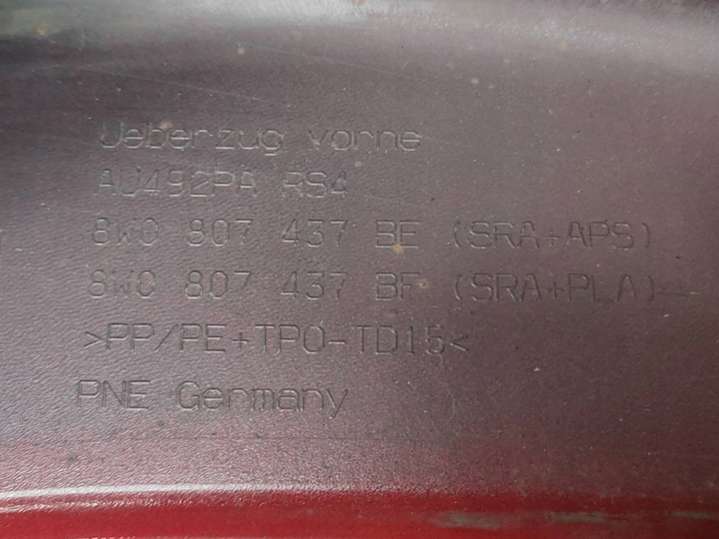 Ueberzug vorne
AU492PA RS4
8W0 807 437 BE (SRA+APS)
8W0 807 437 BF (SRA+PLA)
>PP/PE+TPO-TD15<
PNE Germany